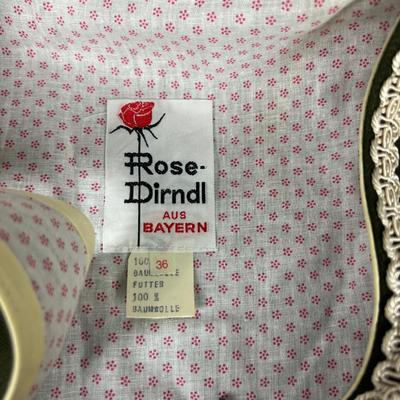 Rose-
Dirndl
AUS
BAYERN
100
36
FUTTER
100 %
BAUMWOLLE